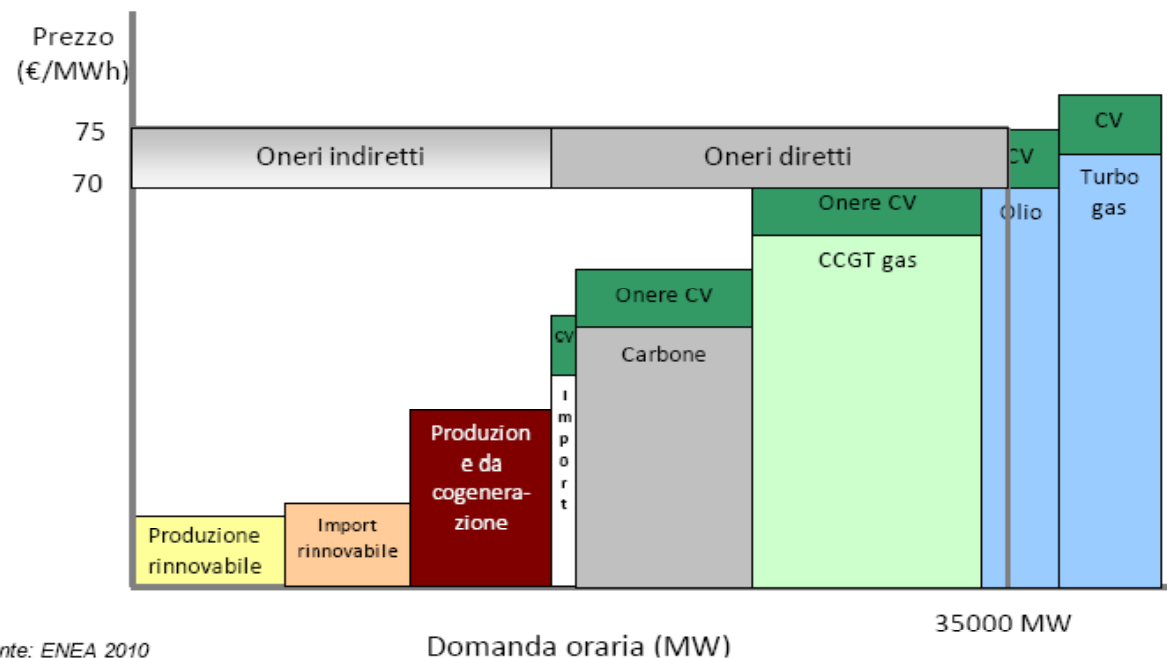 Prezzo
(€/MWh)
75
70
Oneri indiretti
Oneri diretti
CV
CV
Turbo
gas
Olio
Onere CV
CCGT gas
Onere CV
Carbone
CV
I
m
p
o
r
t
Produzion
e da
cogenera-
zione
Import
rinnovabile
Produzione
rinnovabile
35000 MW
Domanda oraria (MW)
nte: ENEA 2010